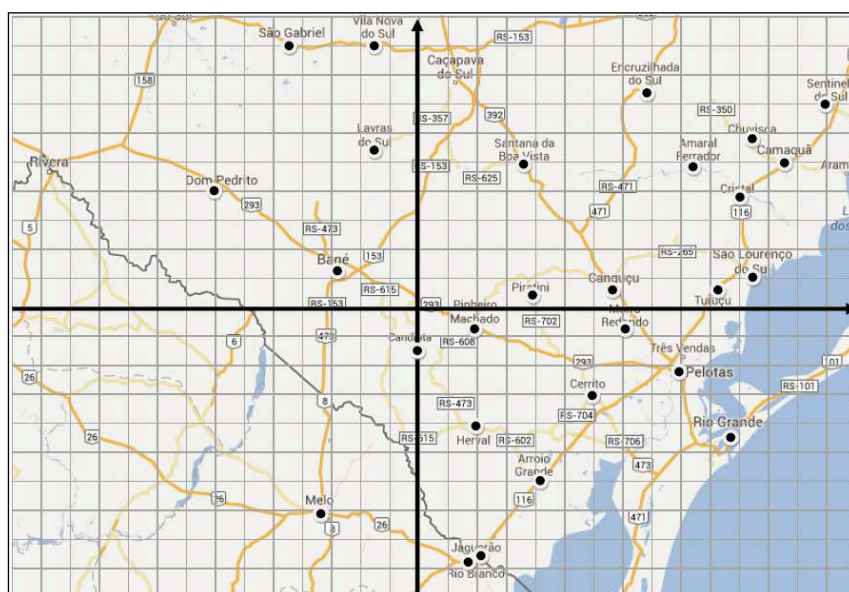 do Sul
São Gabriel
Vila Nova
do Sul
RS-153
Caçapava
do Sul
Encruzilhada
do Sul
158
Sentinel
do Sul
RS-350
RS-357
392
Chuvisca
Lavras
do Sul
Santana da
Boa Vista
Amaral
Ferrador
Camaquã
Rivera
RS-153
RS-625
Aram
Dom Pedrito
RS-471
Cristal
293
471
116
L
dos
5
RS-473
153
RS-265
São Lourenço
do Sul
Bagé
RS-615
Canguçu
Piratini
Turuçu
RS-153
293
Pinheiro
Machado
RS-702
Morro
Redondo
6
473
Candiota
RS-608
Três Vendas
293
101
26
Pelotas
RS-101
Cerrito
8
RS-473
RS-704
Rio Grande
26
RS-615
Herval
RS-602
RS-706
Arroio
Grande
473
26
Melo
116
471
8
26
Jaguarão
Rio Branco